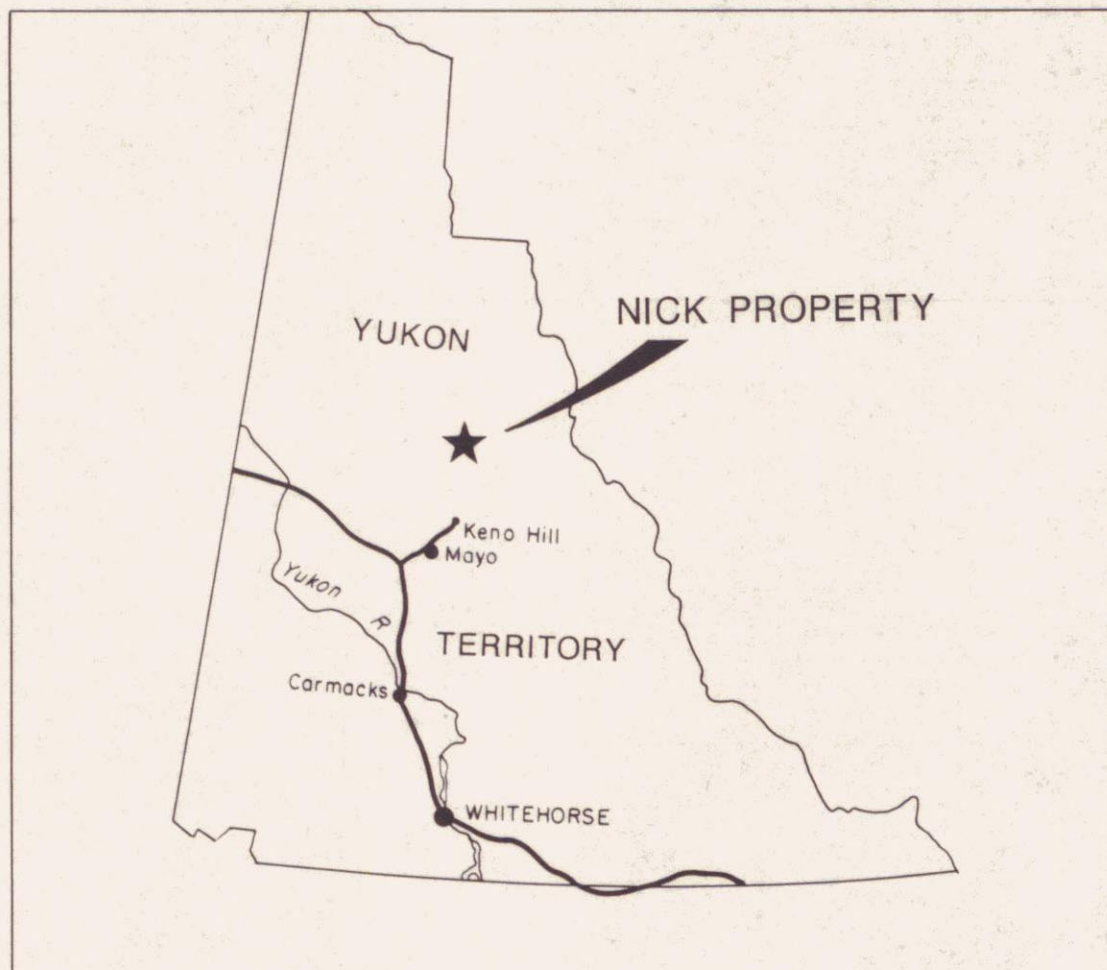 NICK PROPERTY
YUKON
Keno Hill
Mayo
Yukon R
TERRITORY
Carmacks
WHITEHORSE